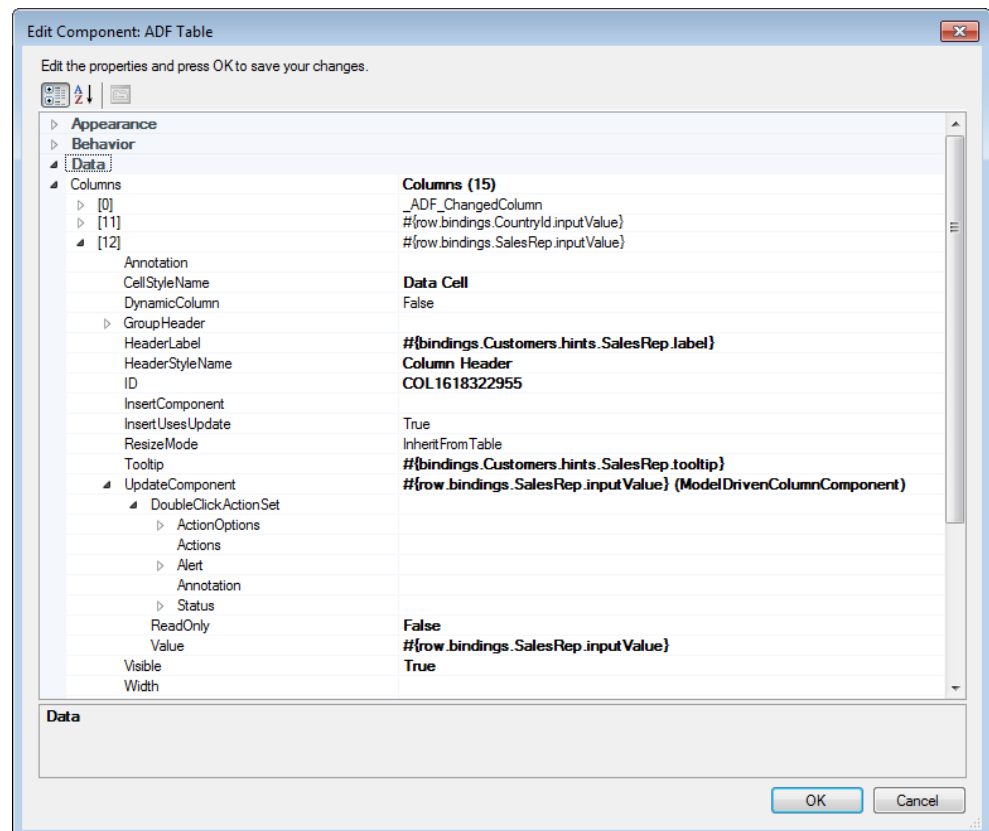 Edit Component: ADF Table
Edit the properties and press OK to save your changes.
Appearance
Behavior
Data
Columns Columns (15)
[0] _ADF_ChangedColumn
[11] #{row.bindings.CountryId.inputValue}
[12] #{row.bindings.SalesRep.inputValue}
Annotation
CellStyleName Data Cell
DynamicColumn False
GroupHeader
HeaderLabel #{bindings.Customers.hints.SalesRep.label}
HeaderStyleName Column Header
ID COL1618322955
InsertComponent
InsertUsesUpdate True
ResizeMode InheritFromTable
Tooltip #{bindings.Customers.hints.SalesRep.tooltip}
UpdateComponent #{row.bindings.SalesRep.inputValue} (ModelDrivenColumnComponent)
DoubleClickActionSet
ActionOptions
Actions
Alert
Annotation
Status
ReadOnly False
Value #{row.bindings.SalesRep.inputValue}
Visible True
Width
Data
OK Cancel